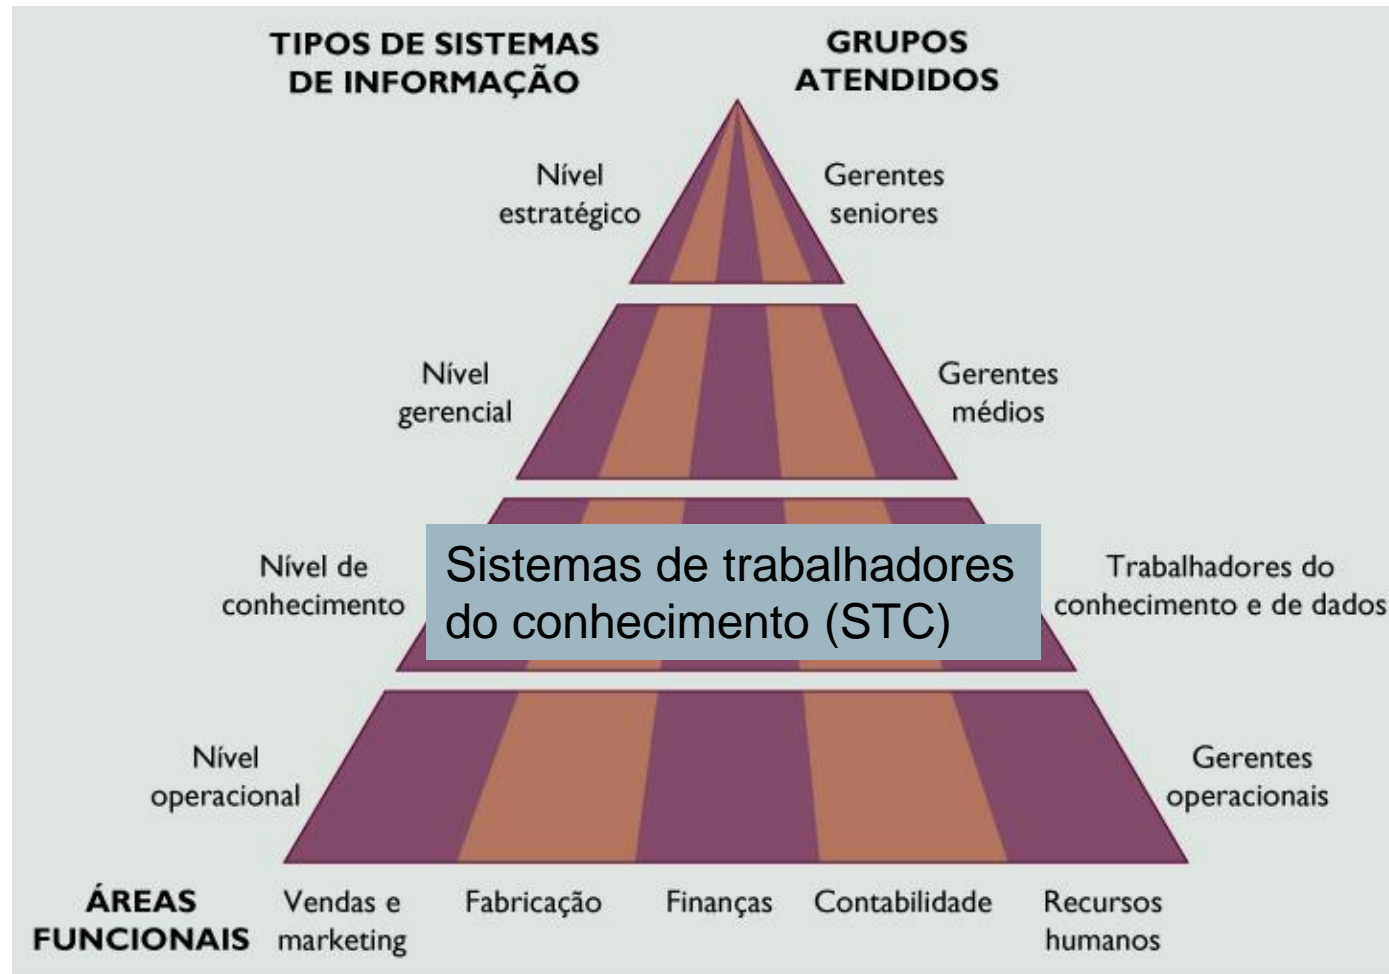 TIPOS DE SISTEMAS
DE INFORMAÇÃO
GRUPOS
ATENDIDOS
Nível
estratégico
Gerentes
seniores
Nível
gerencial
Gerentes
médios
Nível de
conhecimento
Sistemas de trabalhadores
do conhecimento (STC)
Trabalhadores do
conhecimento e de dados
Nível
operacional
Gerentes
operacionais
ÁREAS
FUNCIONAIS
Vendas e
marketing
Fabricação
Finanças
Contabilidade
Recursos
humanos